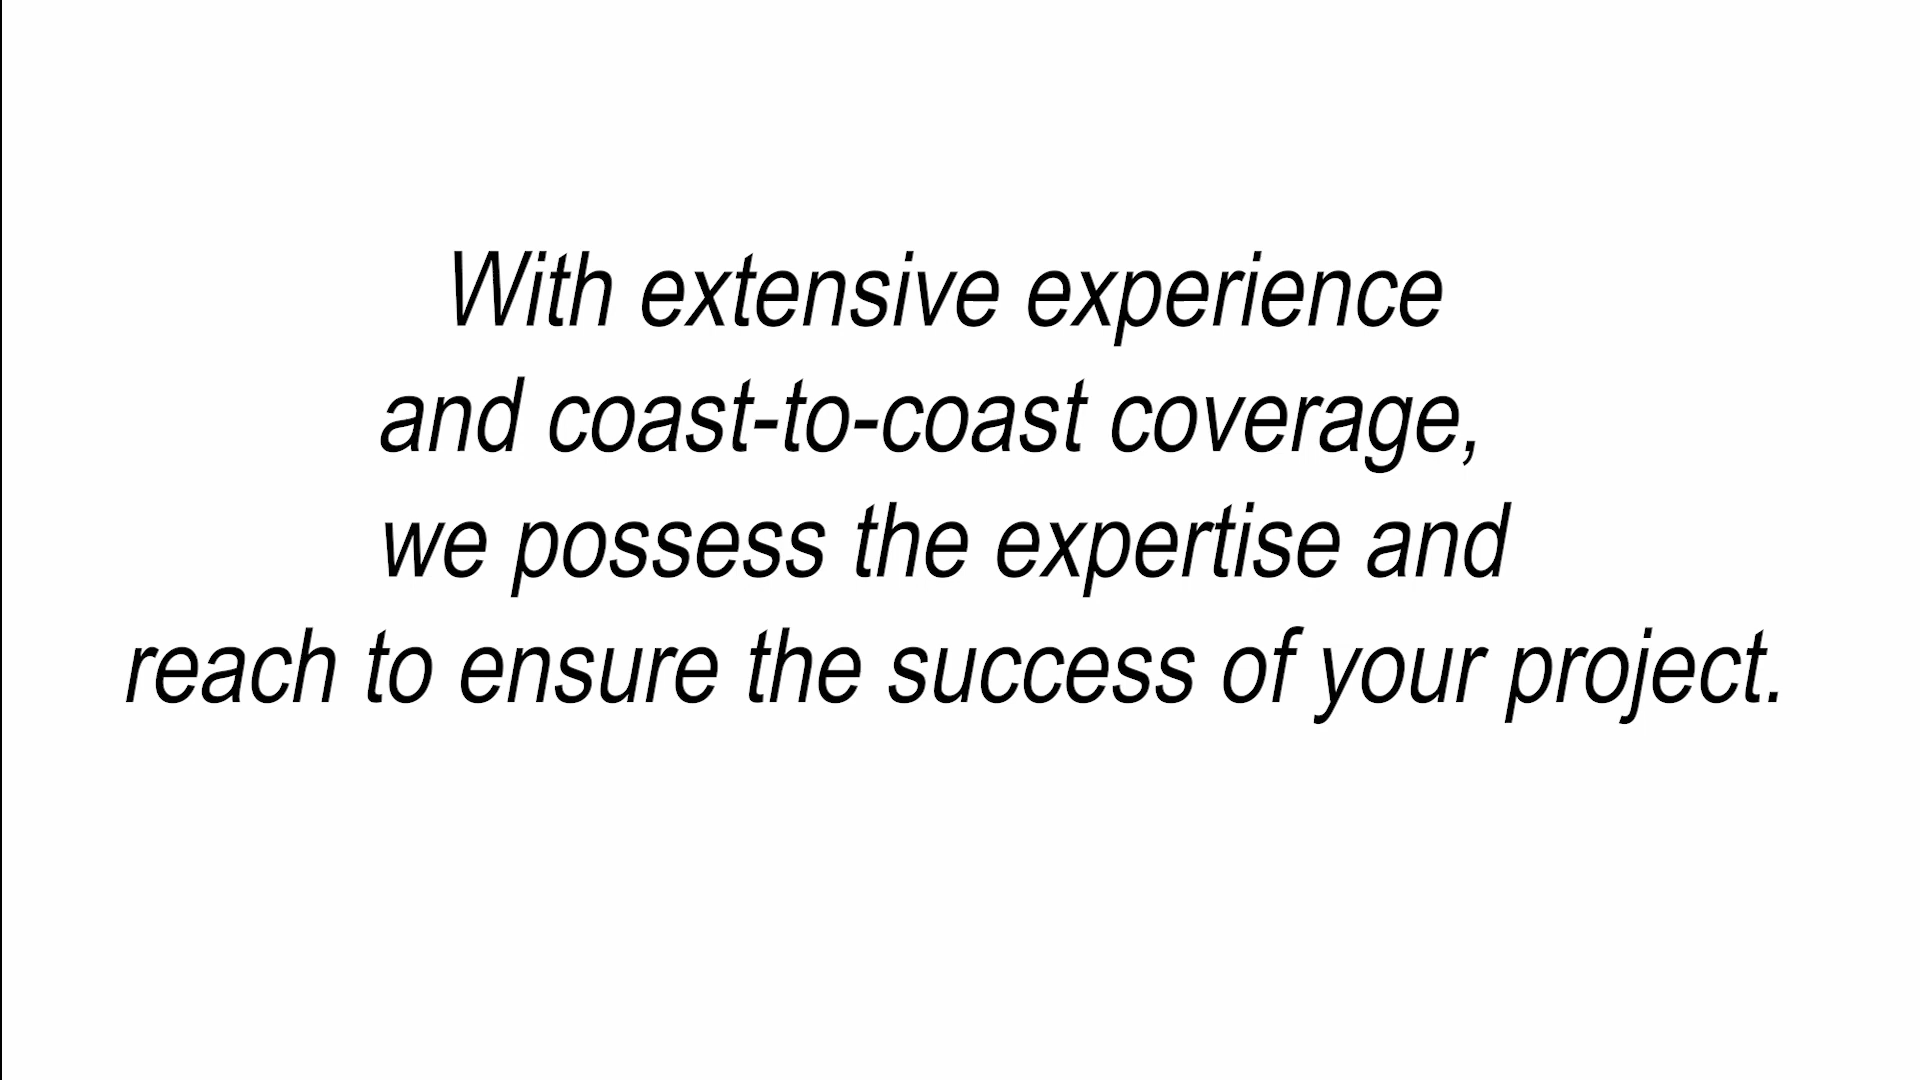 With extensive experience
and coast-to-coast coverage,
we possess the expertise and
reach to ensure the success of your project.